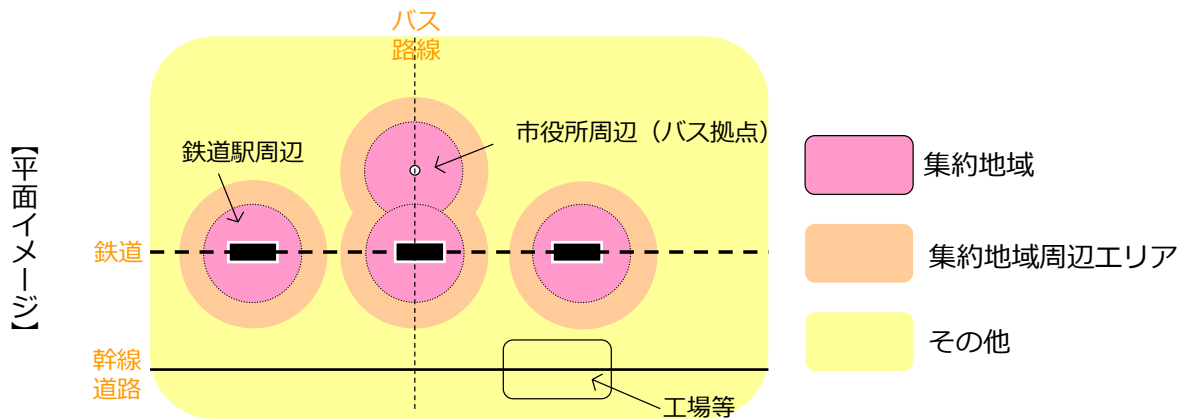 バス
路線
【平面イメージ】
鉄道駅周辺
市役所周辺（バス拠点）
鉄道
幹線
道路
工場等
集約地域
集約地域周辺エリア
その他